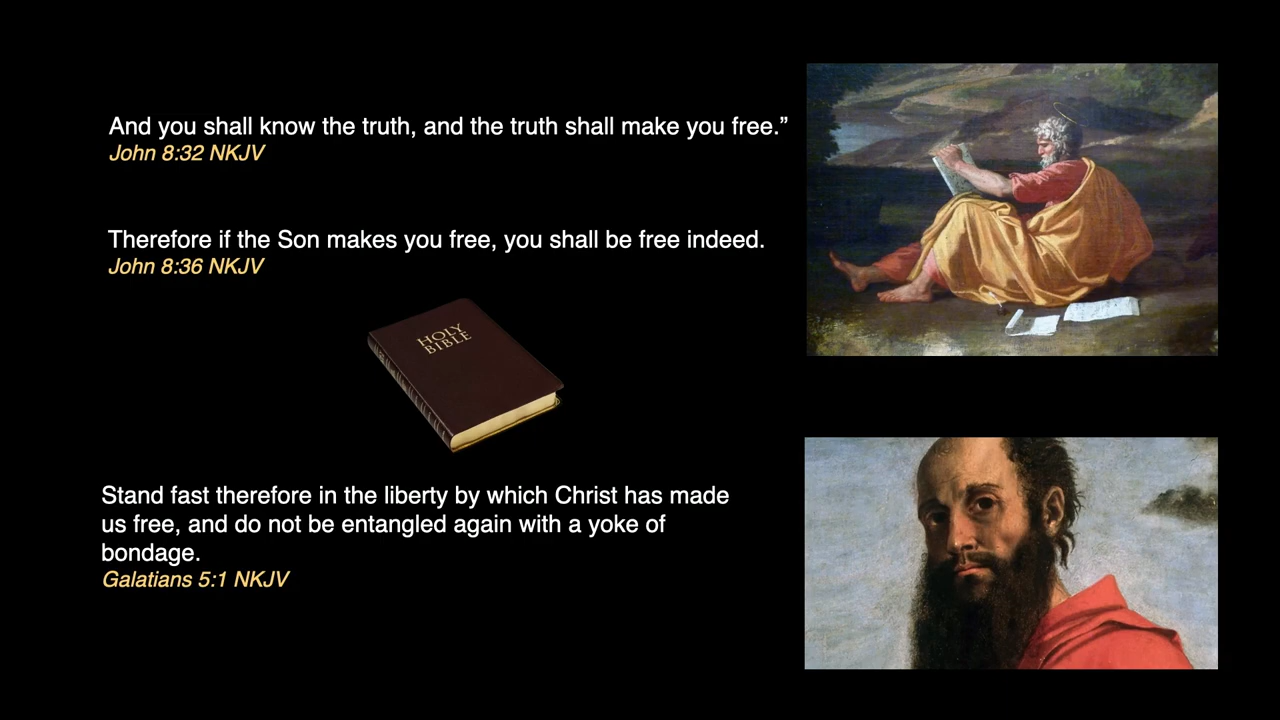 And you shall know the truth, and the truth shall make you free.”
John 8:32 NKJV
Therefore if the Son makes you free, you shall be free indeed.
John 8:36 NKJV
HOLY
BIBLE
Stand fast therefore in the liberty by which Christ has made
us free, and do not be entangled again with a yoke of
bondage.
Galatians 5:1 NKJV